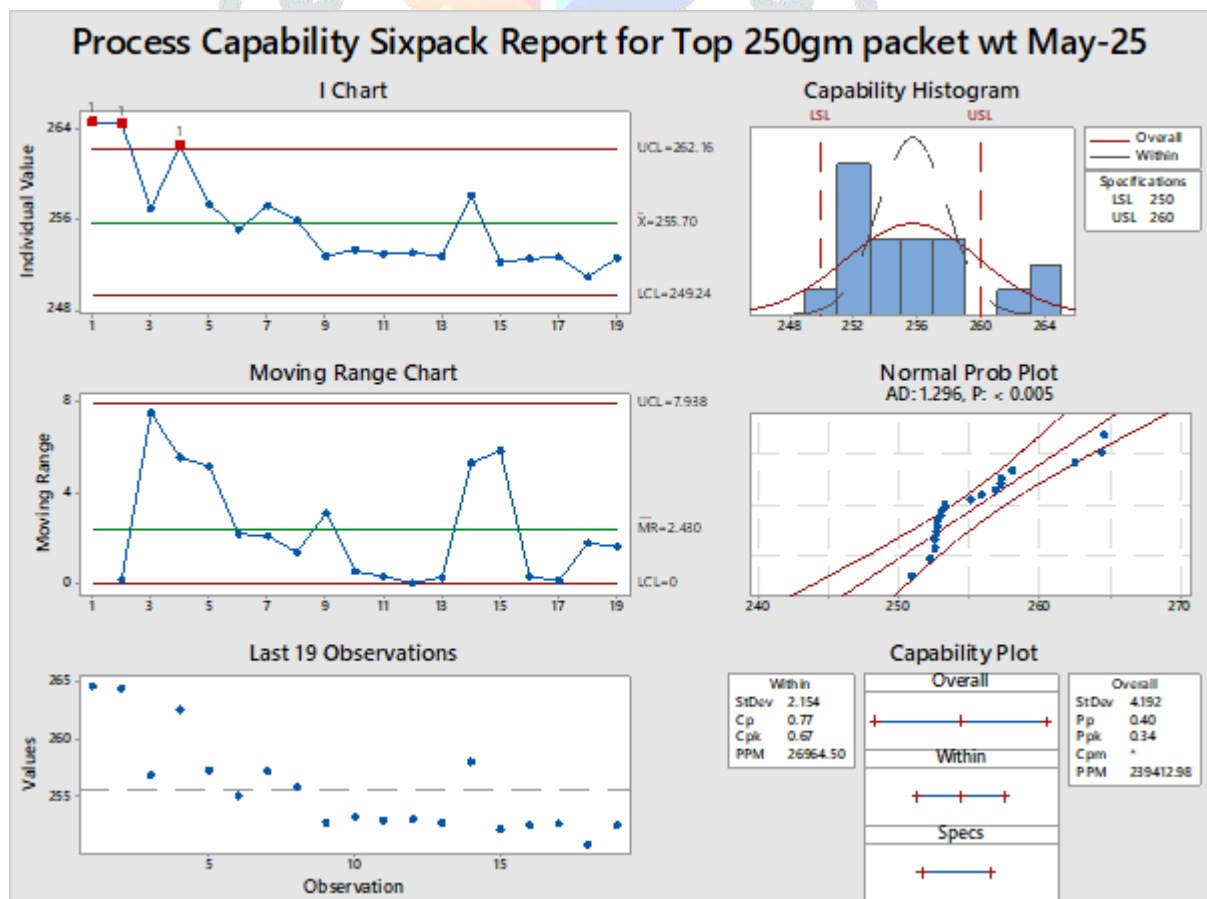 Process Capability Sixpack Report for Top 250gm packet wt May-25
I Chart
Individual Value
264
256
248
1
1
1
UCL=262.16
X̄=255.70
LCL=249.24
1 3 5 7 9 11 13 15 17 19
Capability Histogram
LSL USL
248 252 256 260 264
Overall
Within
Specifications
LSL 250
USL 260
Moving Range Chart
Moving Range
8
4
0
UCL=7.938
M̄R̄=2.430
LCL=0
1 3 5 7 9 11 13 15 17 19
Normal Prob Plot
AD: 1.296, P: < 0.005
240 250 260 270
Last 19 Observations
Values
265
260
255
5 10 15
Observation
Capability Plot
Within
StDev 2.154
Cp 0.77
Cpk 0.67
PPM 26964.50
Overall
Within
Specs
Overall
StDev 4.192
Pp 0.40
Ppk 0.34
Cpm *
PPM 239412.98